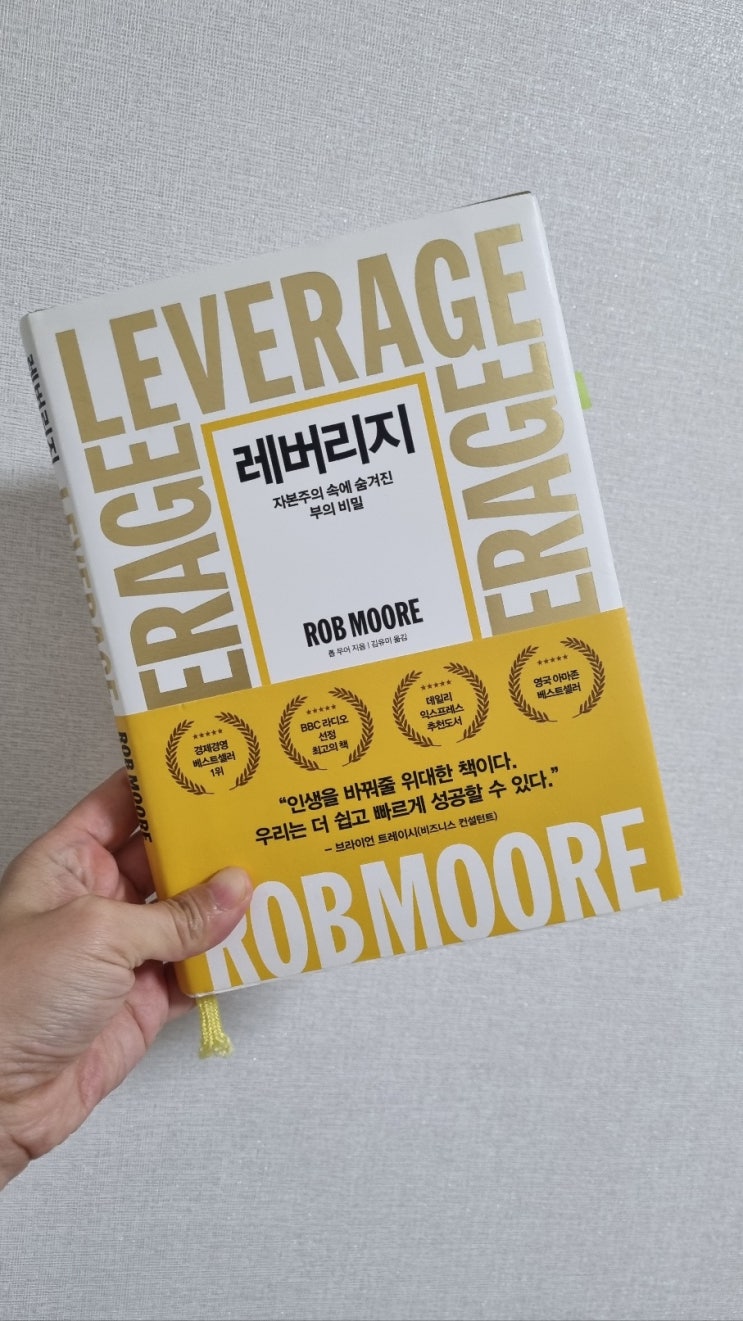 LEVERAGE
ERAGE
ERAGE
레버리지
자본주의 속에 숨겨진
부의 비밀
ROB MOORE
롭 무어 지음 | 김유미 옮김
★★★★★
경제경영
베스트셀러
1위
★★★★★
BBC 라디오
선정
최고의 책
★★★★★
데일리
익스프레스
추천도서
★★★★★
영국 아마존
베스트셀러
“인생을 바꿔줄 위대한 책이다.
우리는 더 쉽고 빠르게 성공할 수 있다.”
– 브라이언 트레이시(비즈니스 컨설턴트)
ROB MOORE
레버리지
ROB MOORE